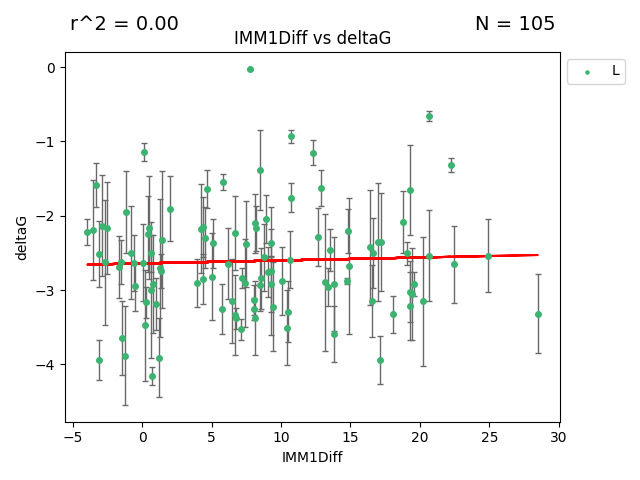 r^2 = 0.00 N = 105
IMM1Diff vs deltaG
L
deltaG
0
−1
−2
−3
−4
−5 0 5 10 15 20 25 30
IMM1Diff